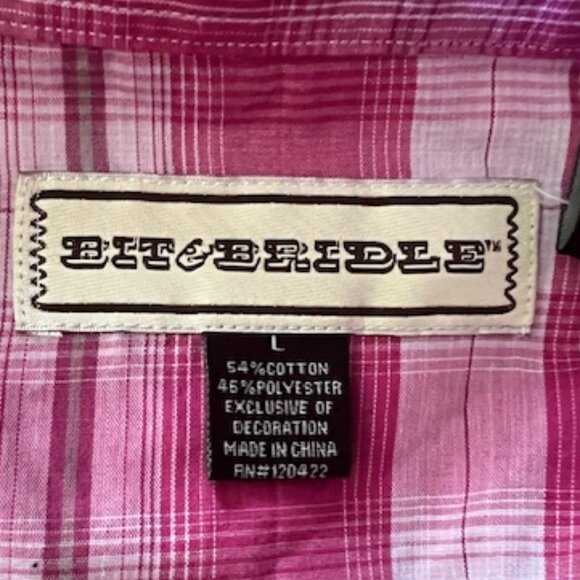 BIT&BRIDLE™
L
54%COTTON
46%POLYESTER
EXCLUSIVE OF
DECORATION
MADE IN CHINA
RN#120422